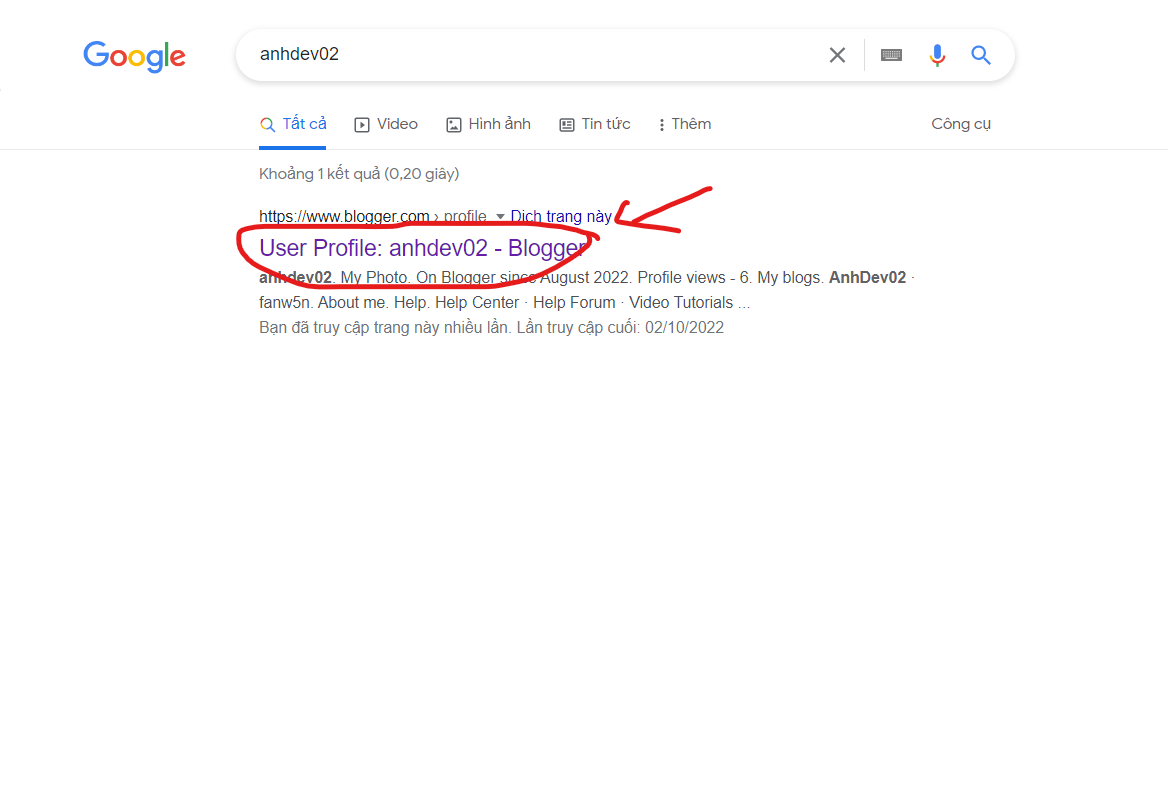 Google
anhdev02
Tất cả Video Hình ảnh Tin tức Thêm Công cụ
Khoảng 1 kết quả (0,20 giây)
https://www.blogger.com › profile Dịch trang này
User Profile: anhdev02 - Blogger
anhdev02. My Photo. On Blogger since August 2022. Profile views - 6. My blogs. AnhDev02 ·
fanw5n. About me. Help. Help Center · Help Forum · Video Tutorials ...
Bạn đã truy cập trang này nhiều lần. Lần truy cập cuối: 02/10/2022